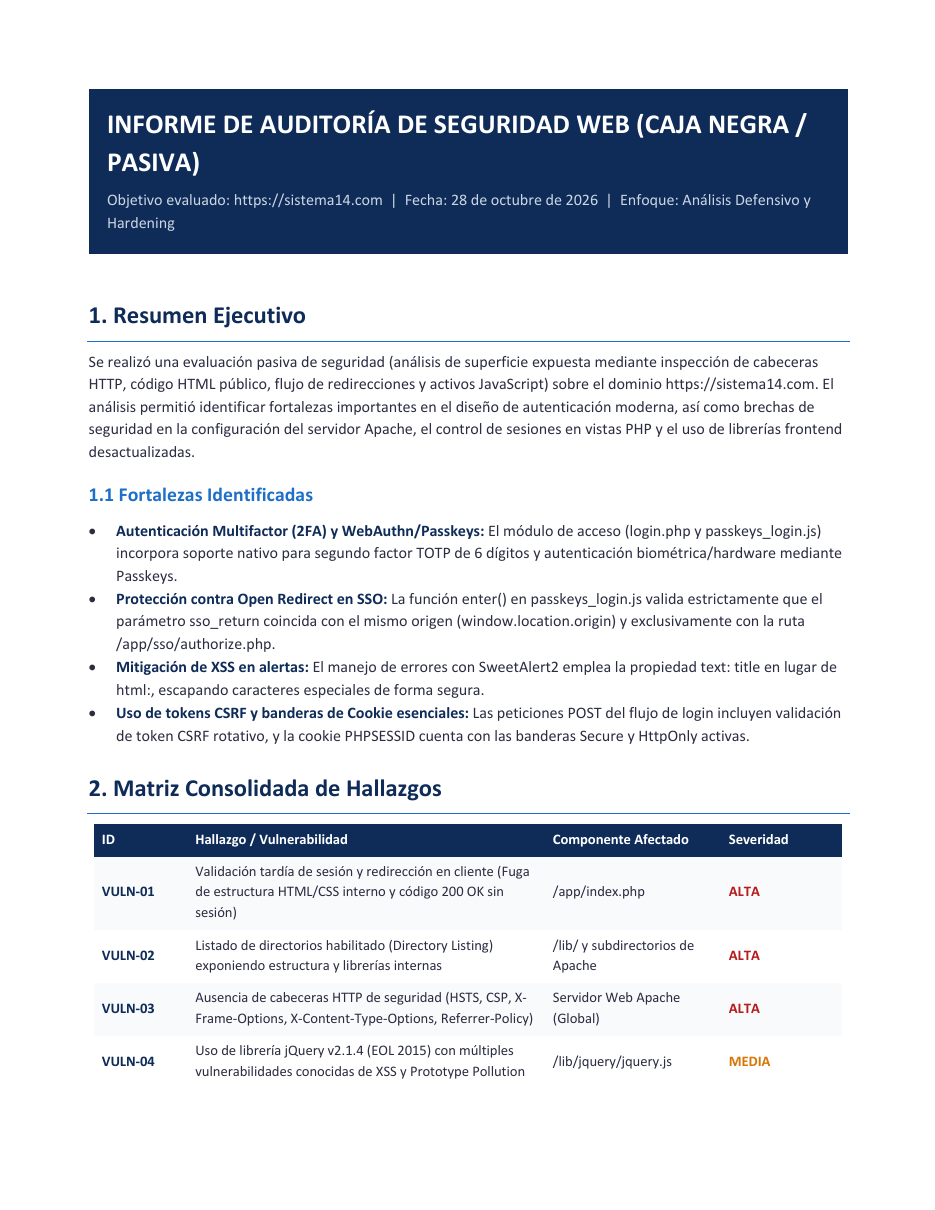 INFORME DE AUDITORÍA DE SEGURIDAD WEB (CAJA NEGRA /
PASIVA)
Objetivo evaluado: https://sistema14.com | Fecha: 28 de octubre de 2026 | Enfoque: Análisis Defensivo y
Hardening
1. Resumen Ejecutivo
Se realizó una evaluación pasiva de seguridad (análisis de superficie expuesta mediante inspección de cabeceras
HTTP, código HTML público, flujo de redirecciones y activos JavaScript) sobre el dominio https://sistema14.com. El
análisis permitió identificar fortalezas importantes en el diseño de autenticación moderna, así como brechas de
seguridad en la configuración del servidor Apache, el control de sesiones en vistas PHP y el uso de librerías frontend
desactualizadas.
1.1 Fortalezas Identificadas
• Autenticación Multifactor (2FA) y WebAuthn/Passkeys: El módulo de acceso (login.php y passkeys_login.js)
incorpora soporte nativo para segundo factor TOTP de 6 dígitos y autenticación biométrica/hardware mediante
Passkeys.
• Protección contra Open Redirect en SSO: La función enter() en passkeys_login.js valida estrictamente que el
parámetro sso_return coincida con el mismo origen (window.location.origin) y exclusivamente con la ruta
/app/sso/authorize.php.
• Mitigación de XSS en alertas: El manejo de errores con SweetAlert2 emplea la propiedad text: title en lugar de
html:, escapando caracteres especiales de forma segura.
• Uso de tokens CSRF y banderas de Cookie esenciales: Las peticiones POST del flujo de login incluyen validación
de token CSRF rotativo, y la cookie PHPSESSID cuenta con las banderas Secure y HttpOnly activas.
2. Matriz Consolidada de Hallazgos
ID Hallazgo / Vulnerabilidad Componente Afectado Severidad
Validación tardía de sesión y redirección en cliente (Fuga
VULN-01 de estructura HTML/CSS interno y código 200 OK sin /app/index.php ALTA
sesión)
Listado de directorios habilitado (Directory Listing) /lib/ y subdirectorios de
VULN-02 ALTA
exponiendo estructura y librerías internas Apache
Ausencia de cabeceras HTTP de seguridad (HSTS, CSP, X- Servidor Web Apache
VULN-03 ALTA
Frame-Options, X-Content-Type-Options, Referrer-Policy) (Global)
Uso de librería jQuery v2.1.4 (EOL 2015) con múltiples
VULN-04 /lib/jquery/jquery.js MEDIA
vulnerabilidades conocidas de XSS y Prototype Pollution